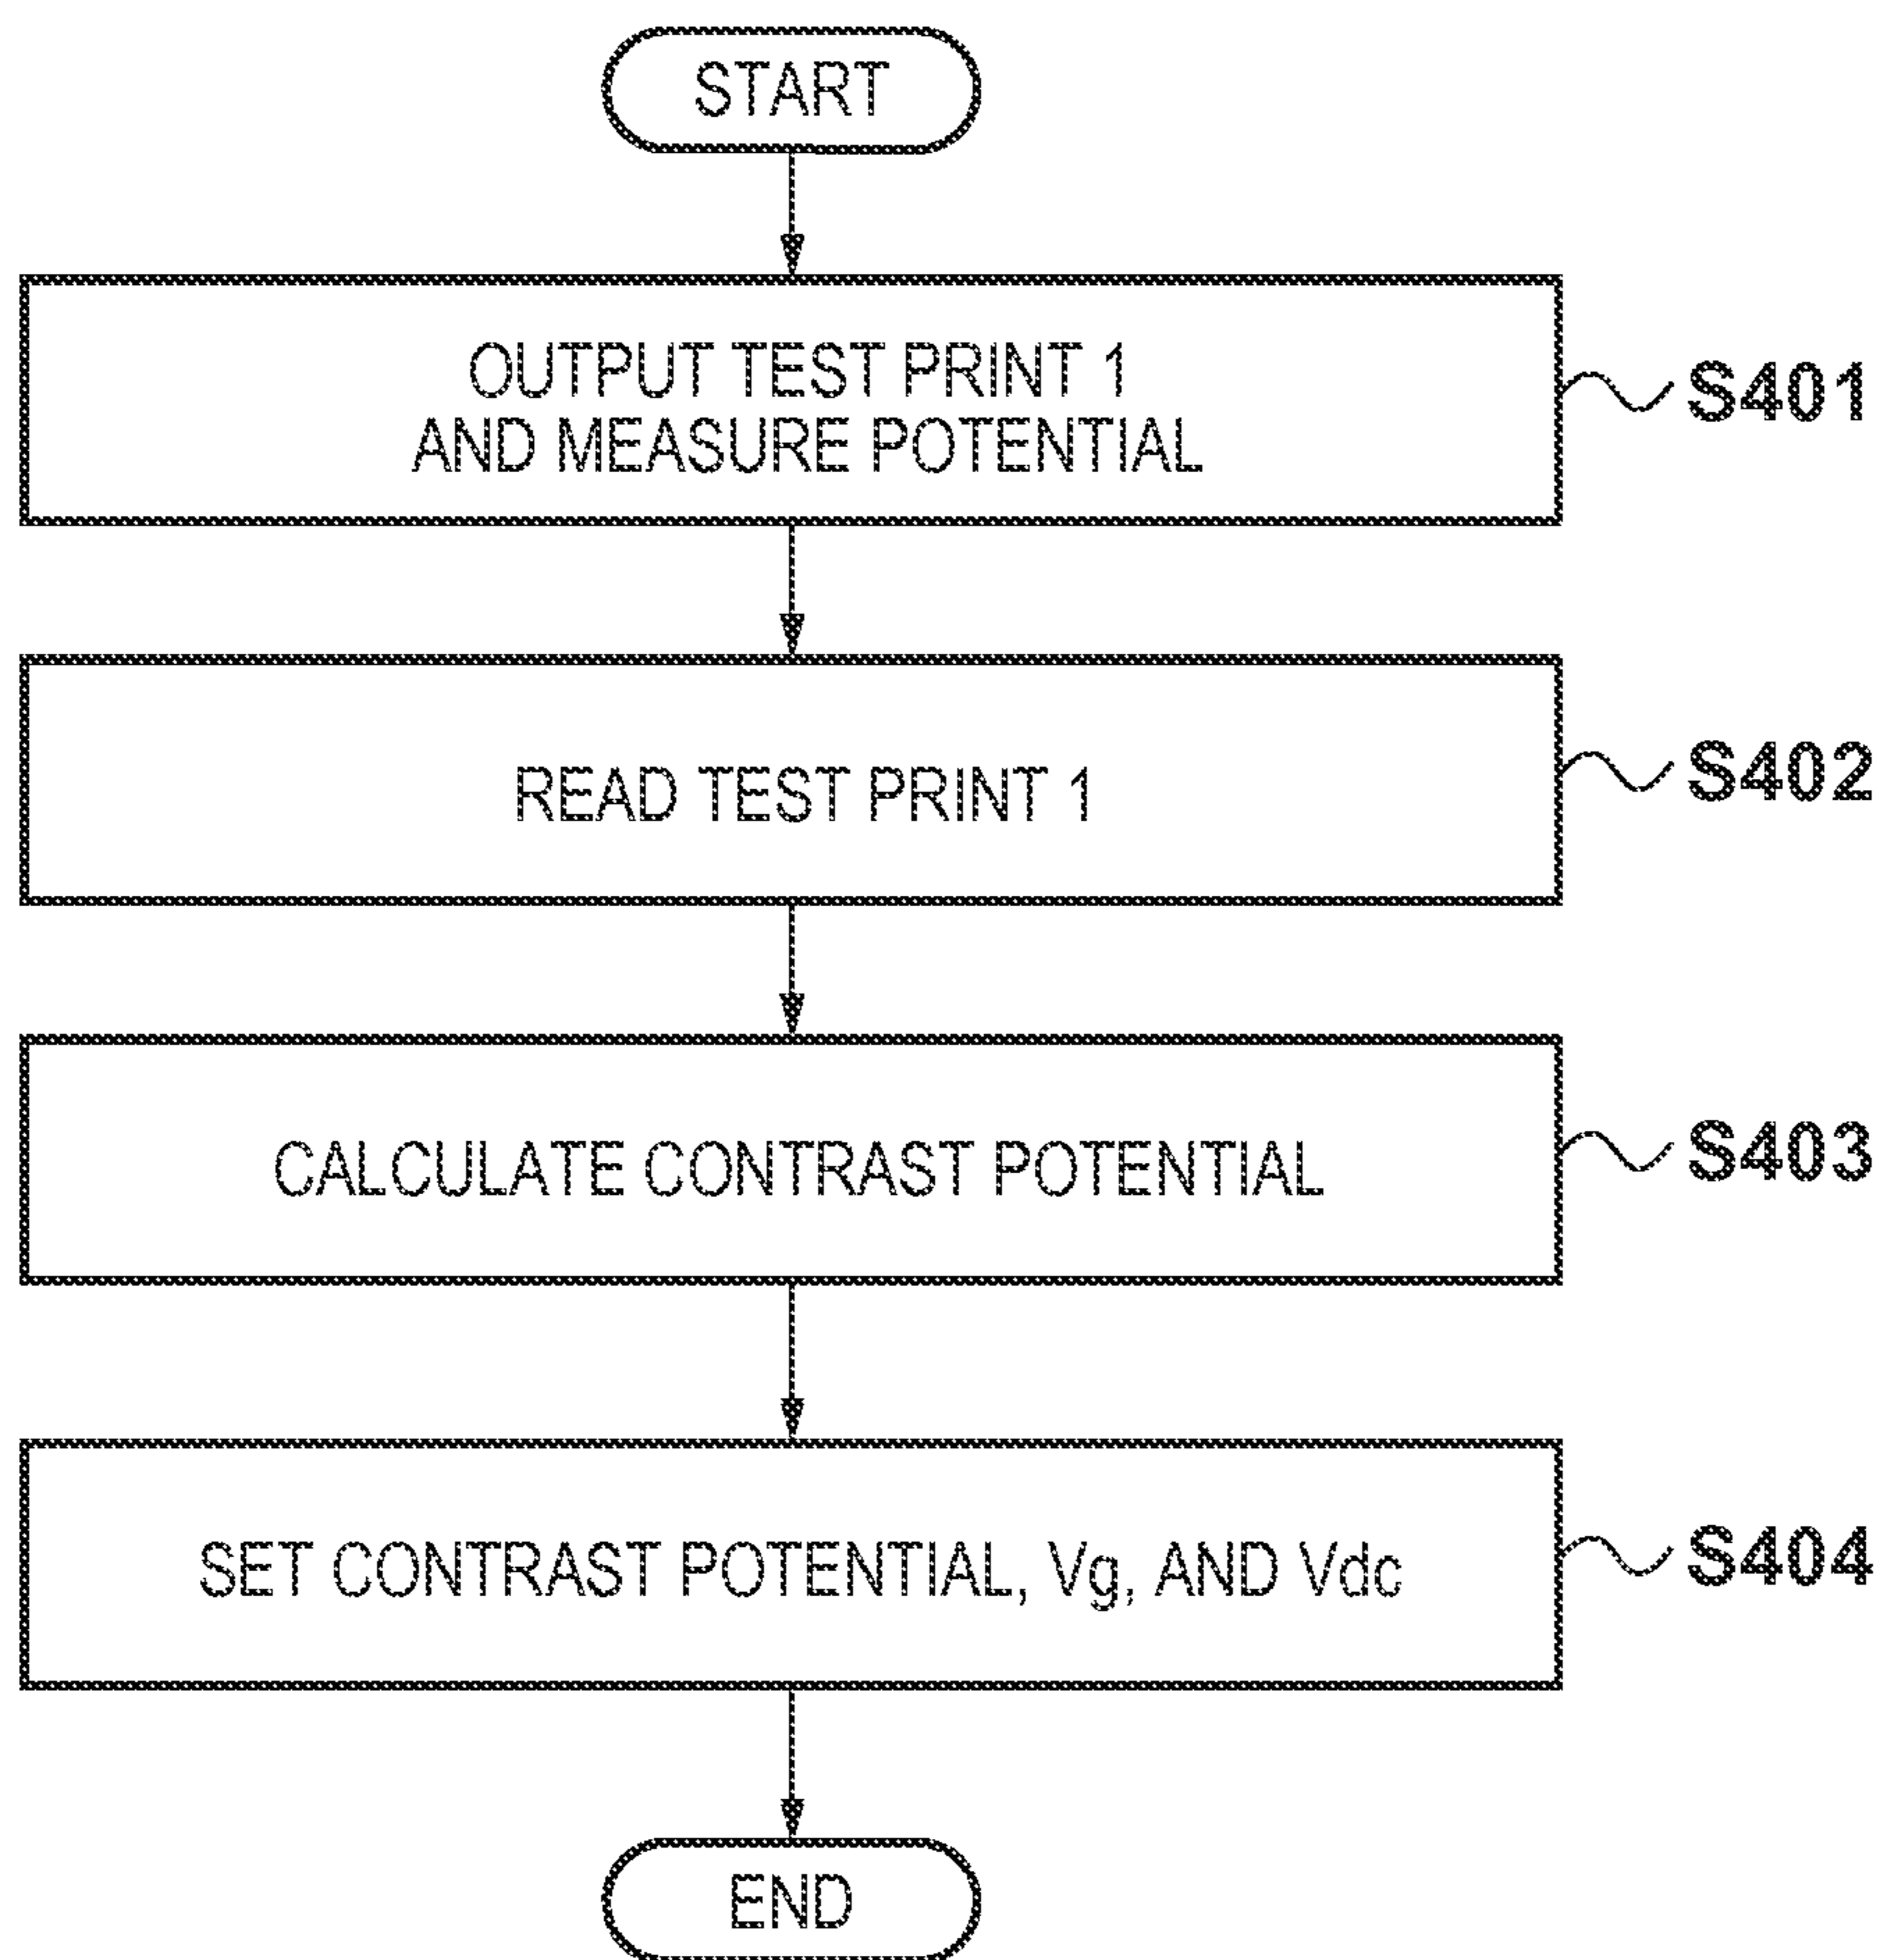 START
OUTPUT TEST PRINT 1
AND MEASURE POTENTIAL
S401
READ TEST PRINT 1
S402
CALCULATE CONTRAST POTENTIAL
S403
SET CONTRAST POTENTIAL, Vg, AND Vdc
S404
END